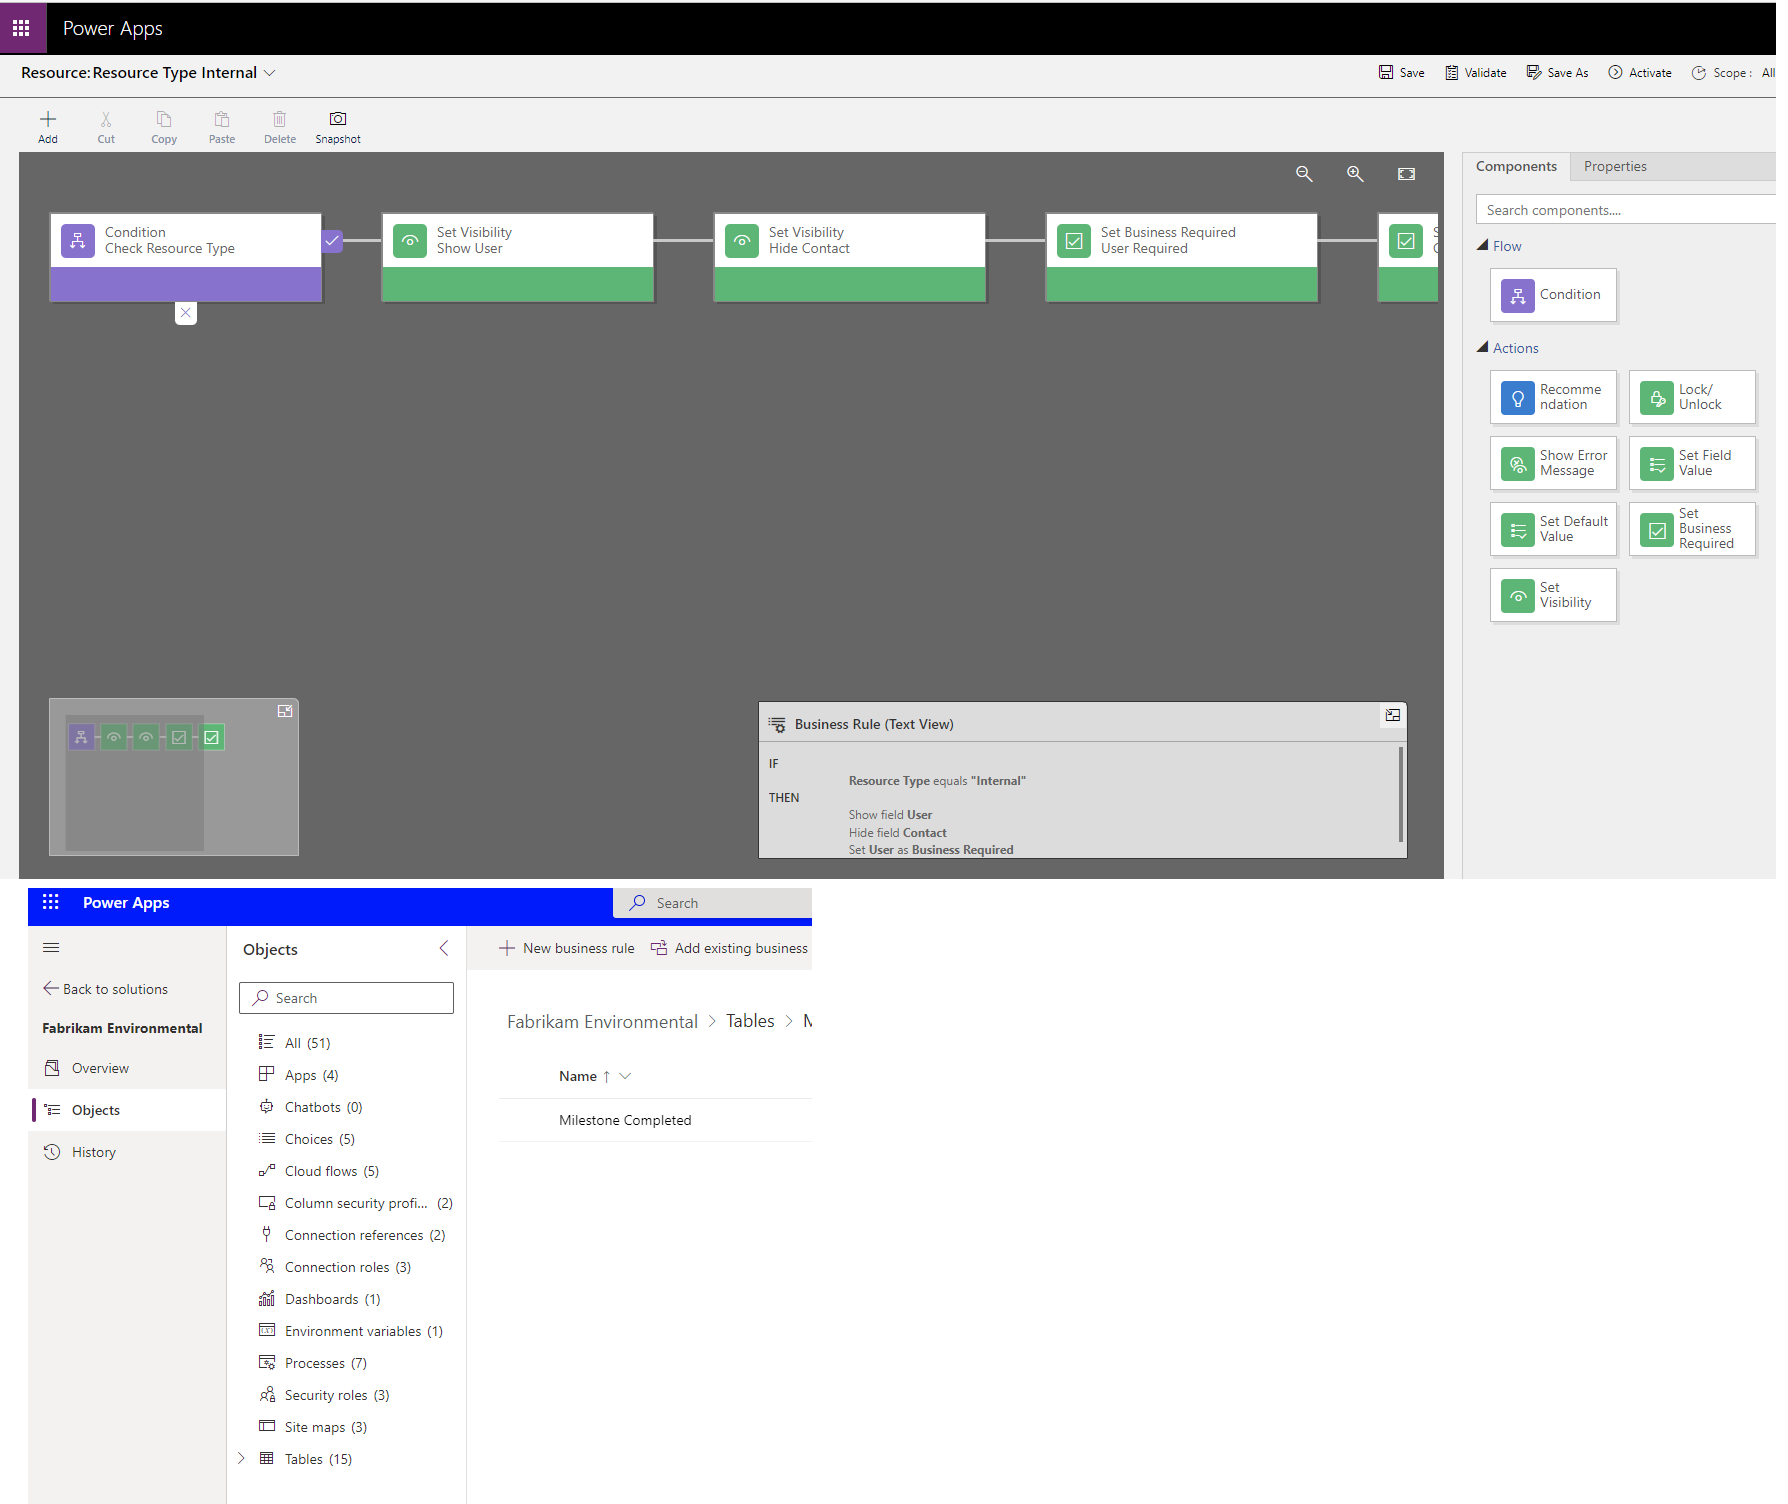 Power Apps
Resource: Resource Type Internal
Save Validate Save As Activate Scope : All
Add Cut Copy Paste Delete Snapshot
Components Properties
Search components....
Condition
Check Resource Type
Set Visibility
Show User
Set Visibility
Hide Contact
Set Business Required
User Required
Flow
Condition
Actions
Recomme
ndation
Lock/
Unlock
Show Error
Message
Set Field
Value
Set Default
Value
Set
Business
Required
Set
Visibility
Business Rule (Text View)
IF
Resource Type equals "Internal"
THEN
Show field User
Hide field Contact
Set User as Business Required
Power Apps
Search
Back to solutions
Fabrikam Environmental
Overview
Objects
History
Objects
Search
All (51)
Apps (4)
Chatbots (0)
Choices (5)
Cloud flows (5)
Column security profi... (2)
Connection references (2)
Connection roles (3)
Dashboards (1)
Environment variables (1)
Processes (7)
Security roles (3)
Site maps (3)
Tables (15)
New business rule Add existing business
Fabrikam Environmental > Tables >
Name ↑
Milestone Completed